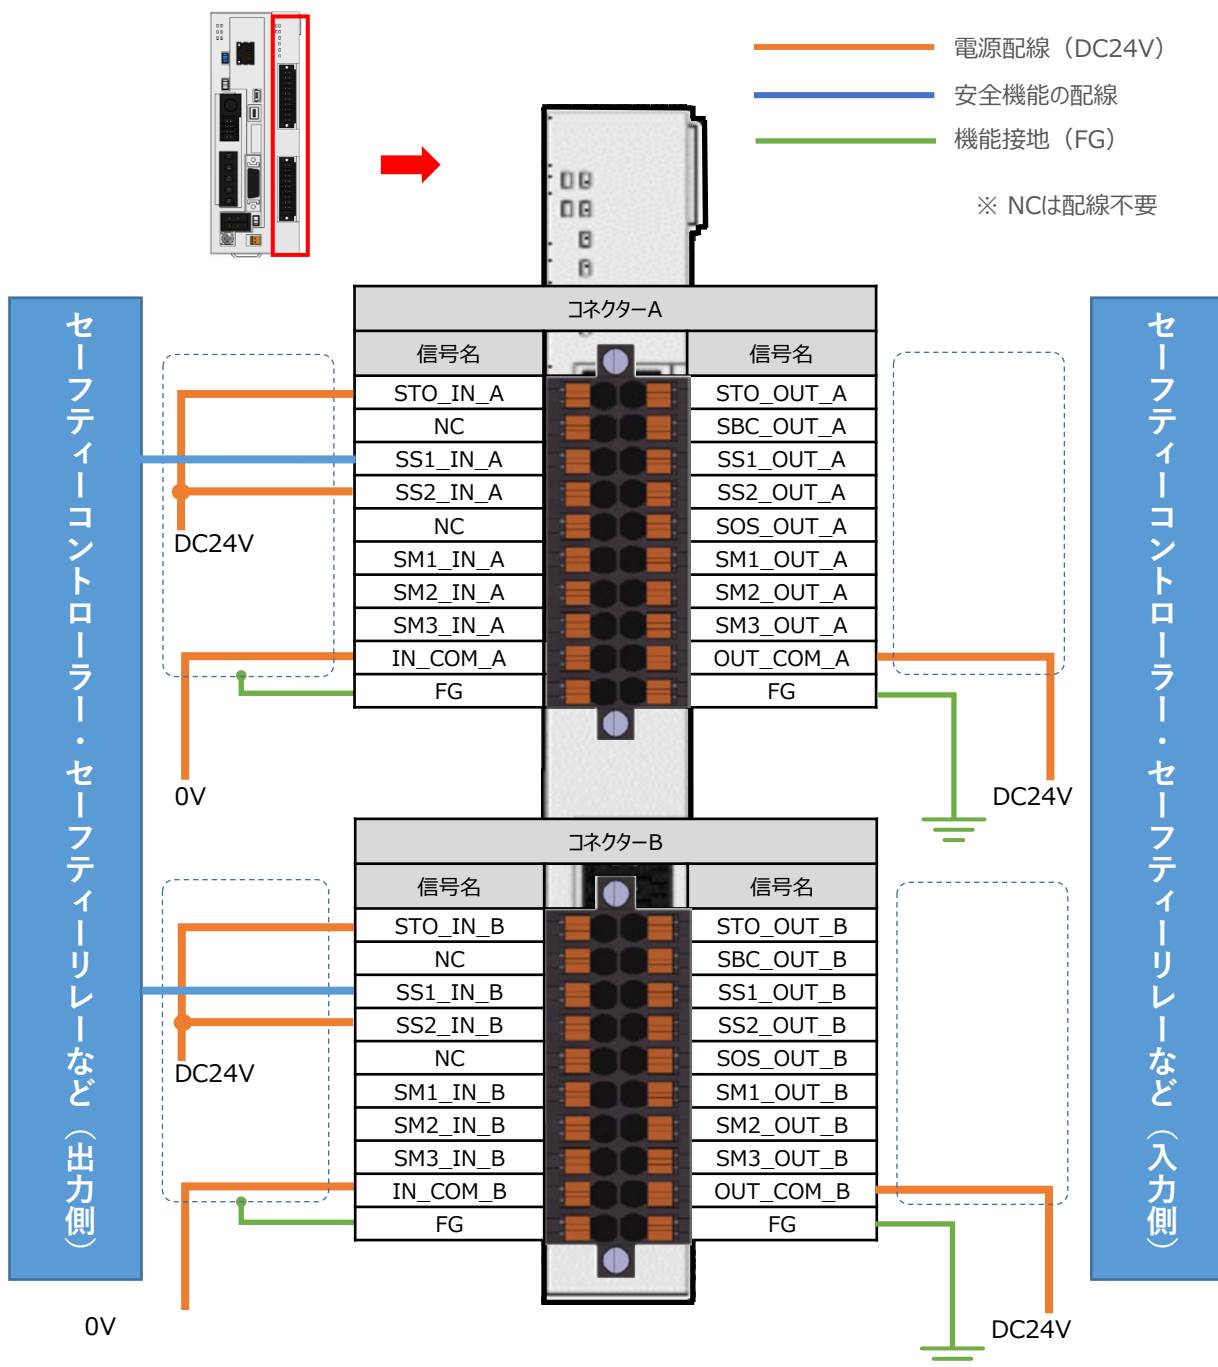 電源配線（DC24V）
安全機能の配線
機能接地（FG）
※ NCは配線不要
セーフティーコントローラー・セーフティーリレーなど（出力側）
コネクターA
信号名 信号名
STO_IN_A STO_OUT_A
NC SBC_OUT_A
SS1_IN_A SS1_OUT_A
SS2_IN_A SS2_OUT_A
NC SOS_OUT_A
SM1_IN_A SM1_OUT_A
SM2_IN_A SM2_OUT_A
SM3_IN_A SM3_OUT_A
IN_COM_A OUT_COM_A
FG FG
DC24V
0V
DC24V
コネクターB
信号名 信号名
STO_IN_B STO_OUT_B
NC SBC_OUT_B
SS1_IN_B SS1_OUT_B
SS2_IN_B SS2_OUT_B
NC SOS_OUT_B
SM1_IN_B SM1_OUT_B
SM2_IN_B SM2_OUT_B
SM3_IN_B SM3_OUT_B
IN_COM_B OUT_COM_B
FG FG
DC24V
0V
DC24V
セーフティーコントローラー・セーフティーリレーなど（入力側）